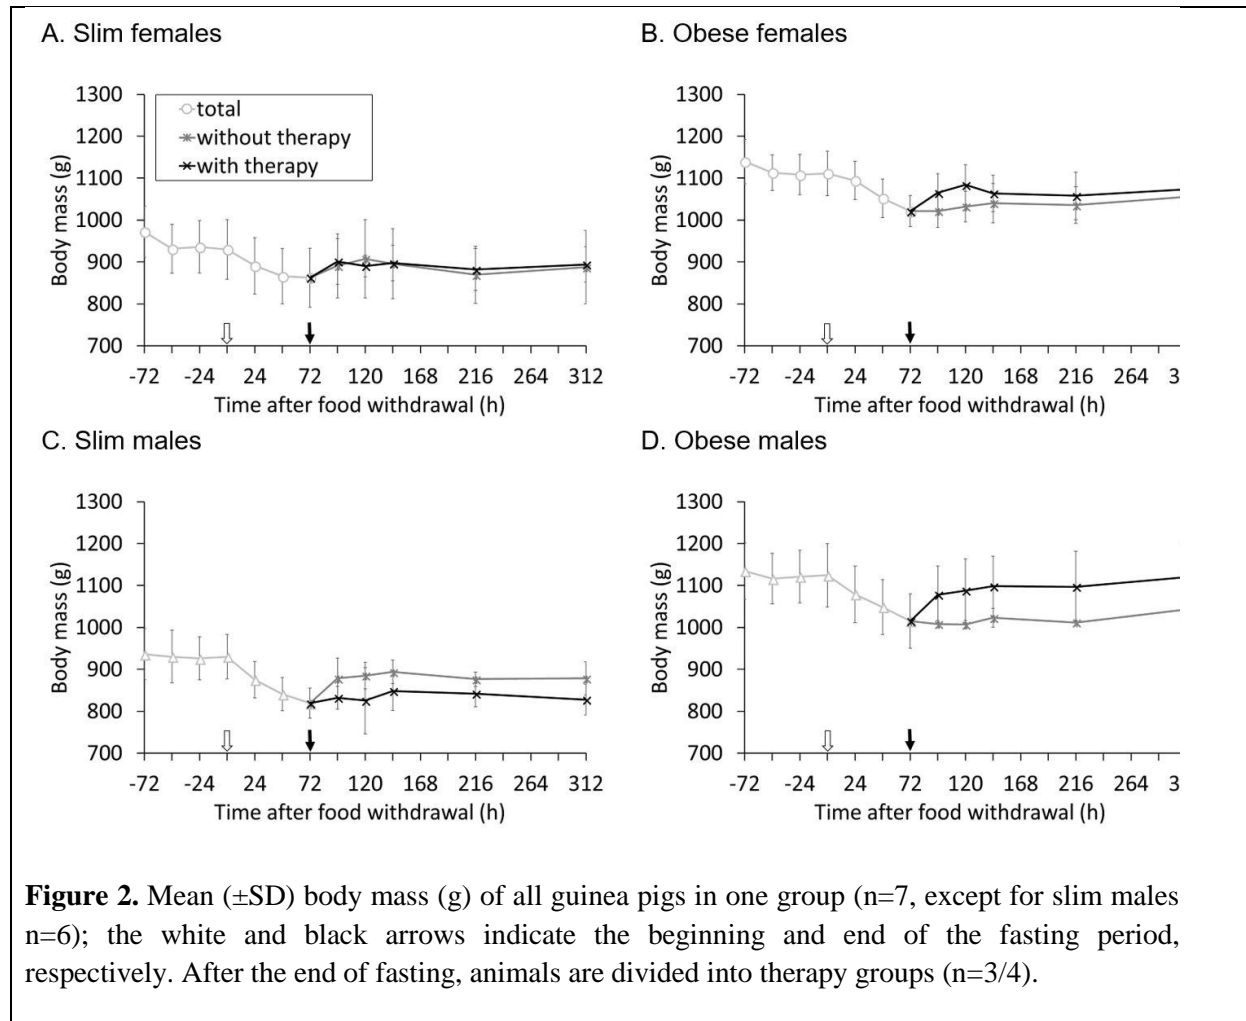 A. Slim females
B. Obese females
1300
1200
1100
1000
900
800
700
Body mass (g)
total
without therapy
with therapy
-72 -24 24 72 120 168 216 264 312
Time after food withdrawal (h)
1300
1200
1100
1000
900
800
700
Body mass (g)
-72 -24 24 72 120 168 216 264 3
Time after food withdrawal (h)
C. Slim males
D. Obese males
1300
1200
1100
1000
900
800
700
Body mass (g)
-72 -24 24 72 120 168 216 264 312
Time after food withdrawal (h)
1300
1200
1100
1000
900
800
700
Body mass (g)
-72 -24 24 72 120 168 216 264 3
Time after food withdrawal (h)
Figure 2. Mean (±SD) body mass (g) of all guinea pigs in one group (n=7, except for slim males
n=6); the white and black arrows indicate the beginning and end of the fasting period,
respectively. After the end of fasting, animals are divided into therapy groups (n=3/4).